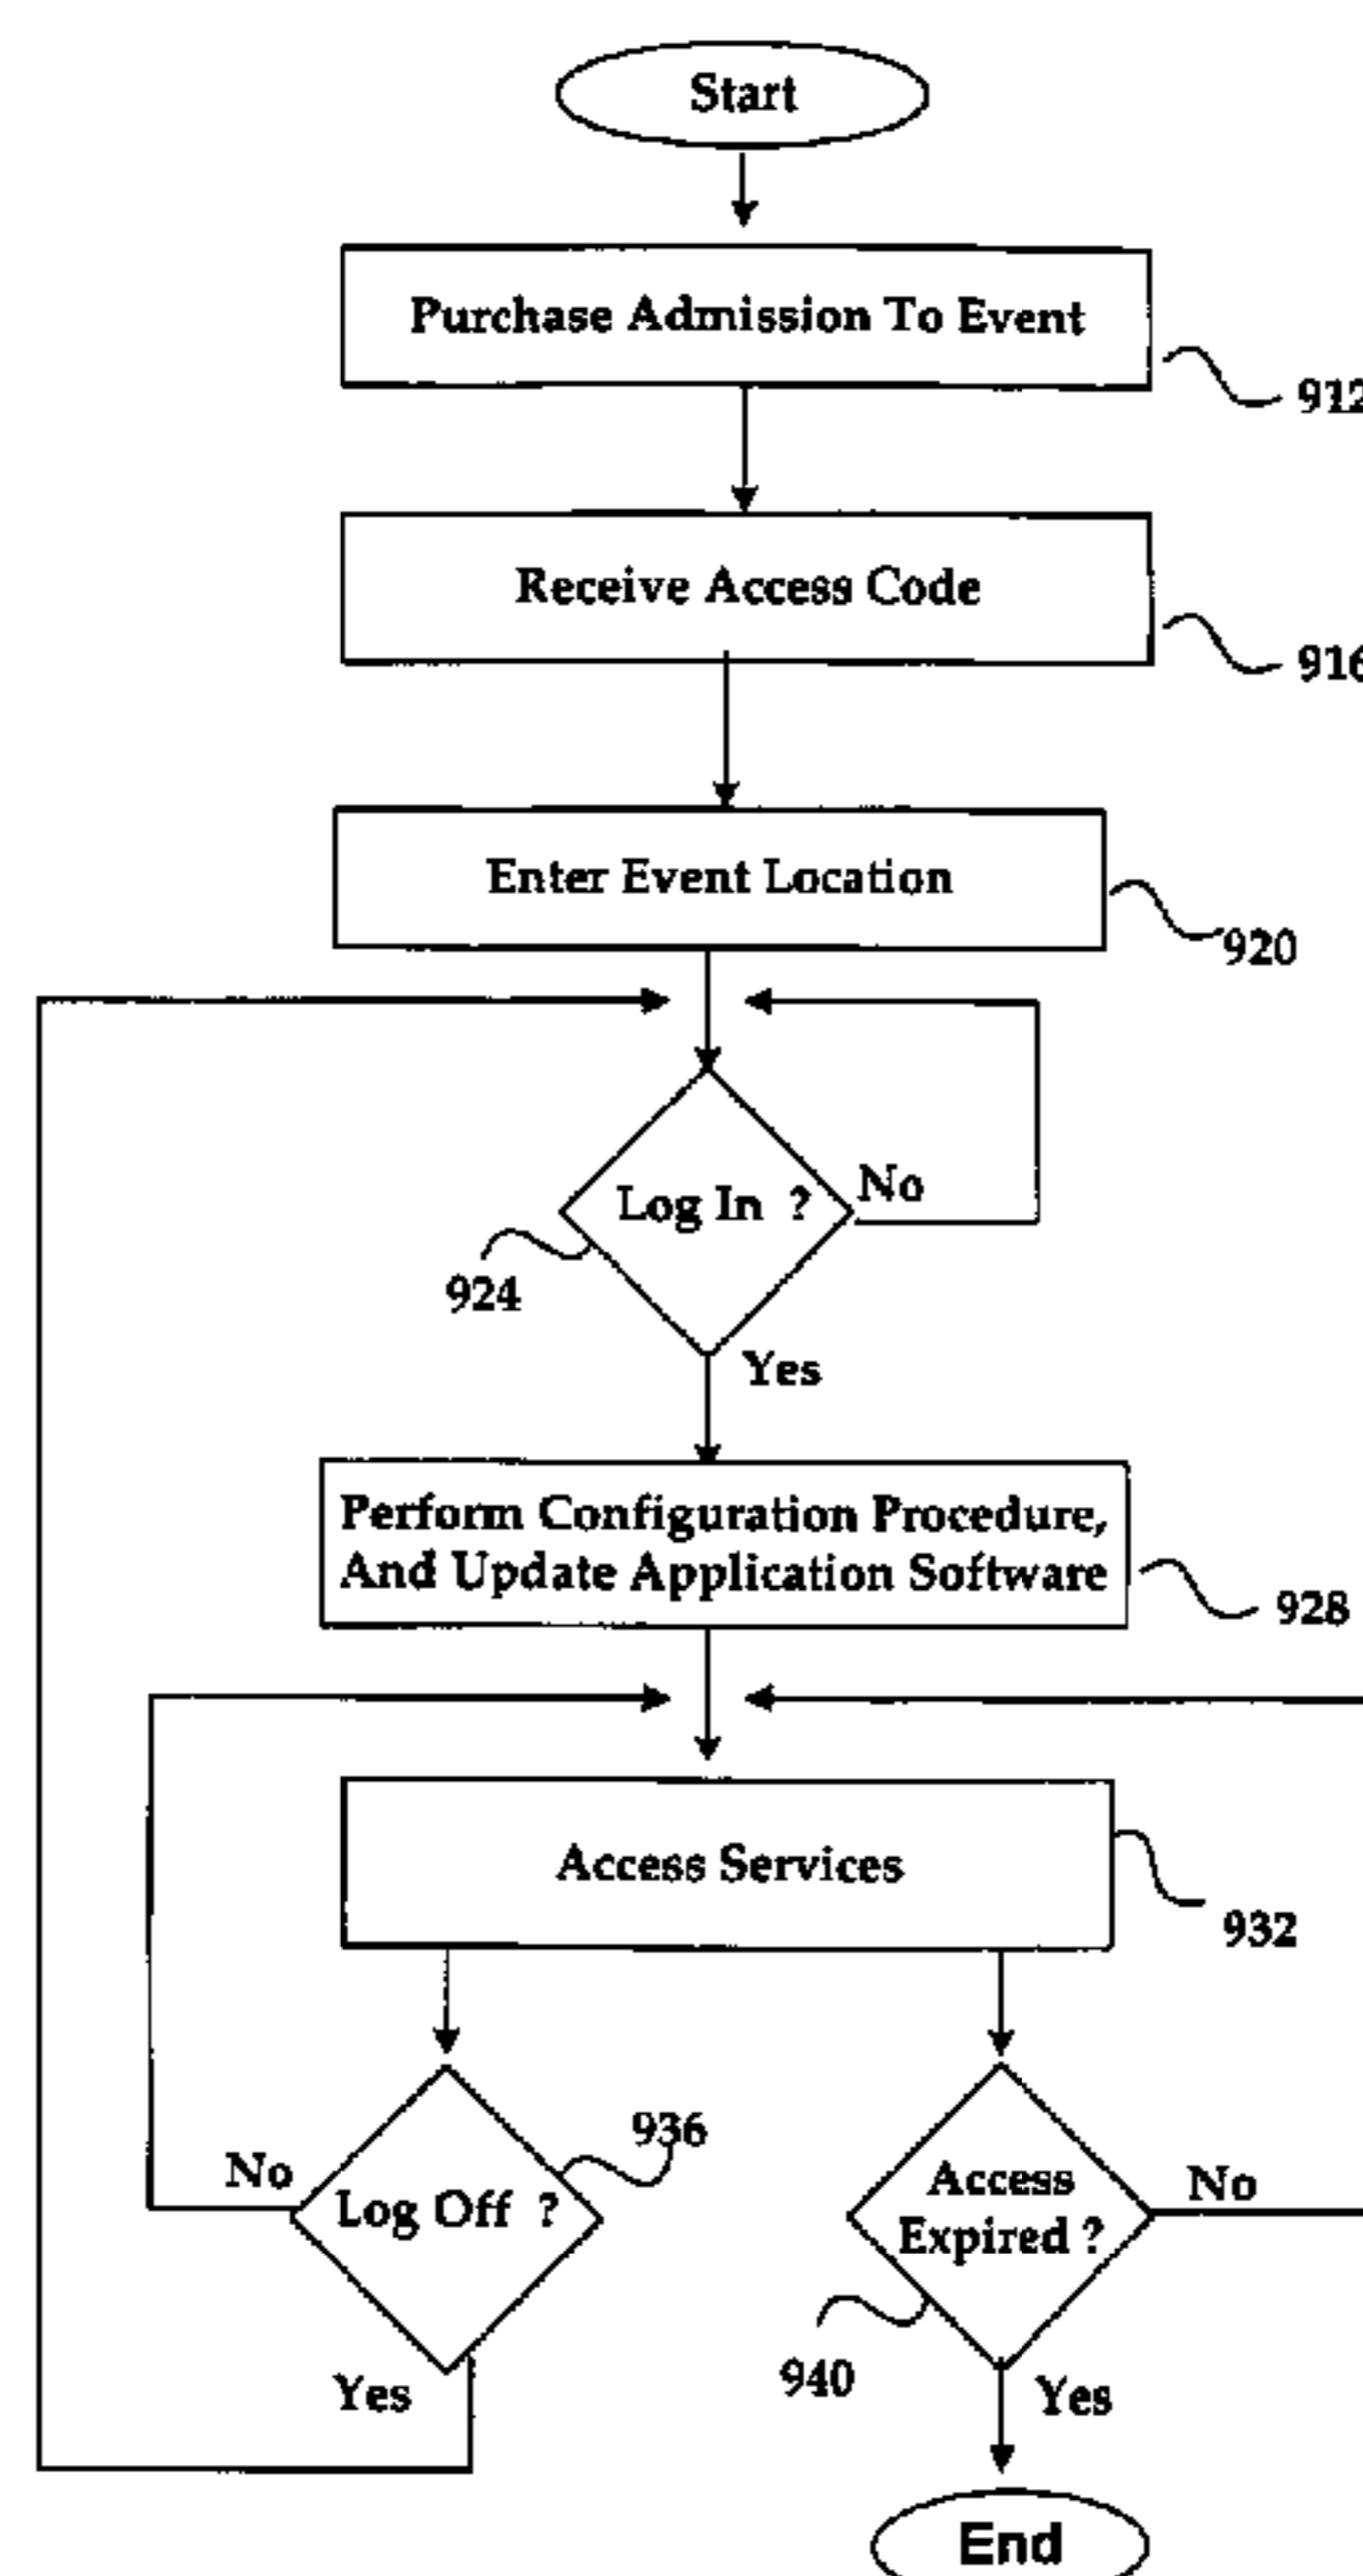 Start
Purchase Admission To Event
912
Receive Access Code
916
Enter Event Location
920
Log In ?
No
924
Yes
Perform Configuration Procedure,
And Update Application Software
928
Access Services
932
936
No
Log Off ?
Yes
Access
Expired ?
No
940
Yes
End